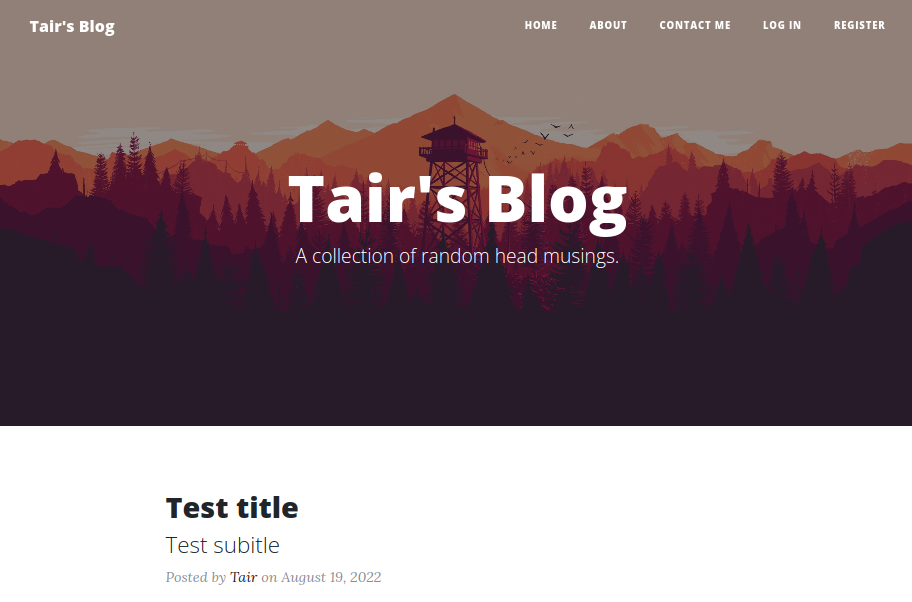 Tair's Blog
HOME ABOUT CONTACT ME LOG IN REGISTER
Tair's Blog
A collection of random head musings.
Test title
Test subitle
Posted by Tair on August 19, 2022